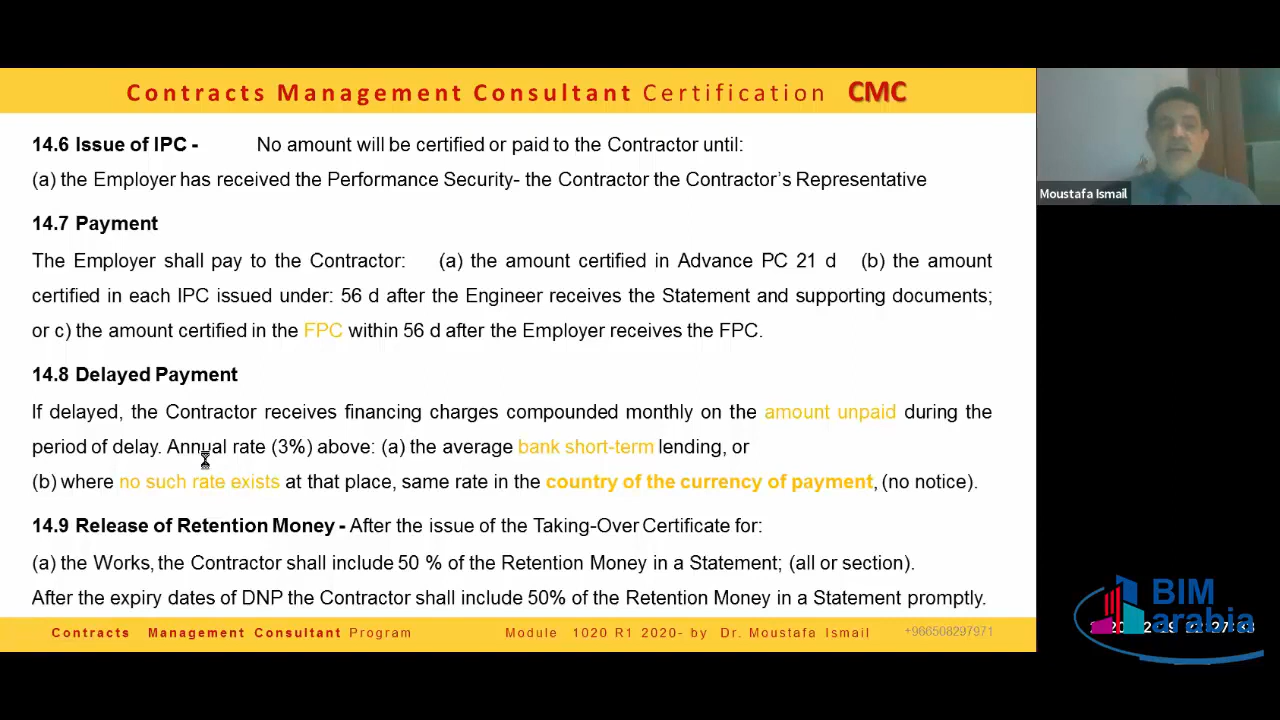 Contracts Management Consultant Certification CMC
14.6 Issue of IPC - No amount will be certified or paid to the Contractor until:
(a) the Employer has received the Performance Security- the Contractor the Contractor's Representative
14.7 Payment
The Employer shall pay to the Contractor: (a) the amount certified in Advance PC 21 d (b) the amount
certified in each IPC issued under: 56 d after the Engineer receives the Statement and supporting documents;
or c) the amount certified in the FPC within 56 d after the Employer receives the FPC.
14.8 Delayed Payment
If delayed, the Contractor receives financing charges compounded monthly on the amount unpaid during the
period of delay. Annual rate (3%) above: (a) the average bank short-term lending, or
(b) where no such rate exists at that place, same rate in the country of the currency of payment, (no notice).
14.9 Release of Retention Money - After the issue of the Taking-Over Certificate for:
(a) the Works, the Contractor shall include 50 % of the Retention Money in a Statement; (all or section).
After the expiry dates of DNP the Contractor shall include 50% of the Retention Money in a Statement promptly.
Contracts Management Consultant Program Module 1020 R1 2020- by Dr. Moustafa Ismail +966508297971
Moustafa Ismail
BIM
arabia